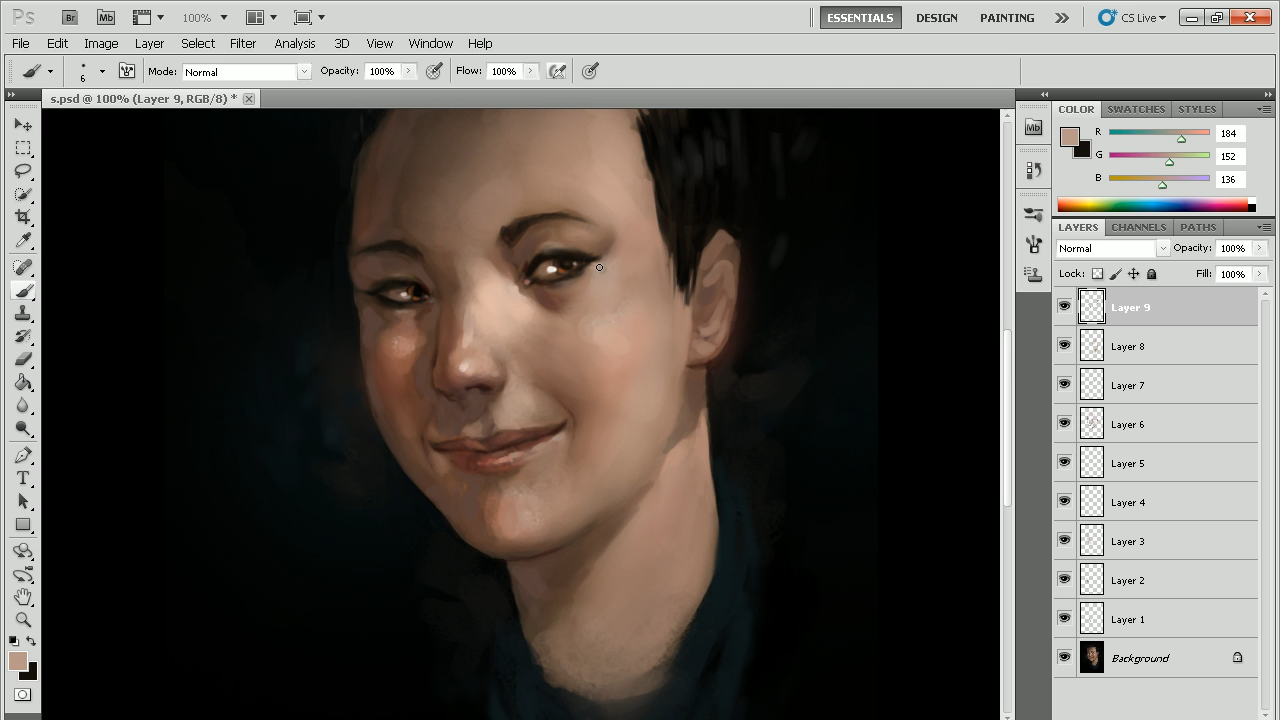 Ps Br Mb 100% ESSENTIALS DESIGN PAINTING CS Live
File Edit Image Layer Select Filter Analysis 3D View Window Help
6 Mode: Normal Opacity: 100% Flow: 100%
s.psd @ 100% (Layer 9, RGB/8) *
Mb
COLOR SWATCHES STYLES
R 184
G 152
B 136
LAYERS CHANNELS PATHS
Normal Opacity: 100%
Lock: Fill: 100%
Layer 9
Layer 8
Layer 7
Layer 6
Layer 5
Layer 4
Layer 3
Layer 2
Layer 1
Background
T